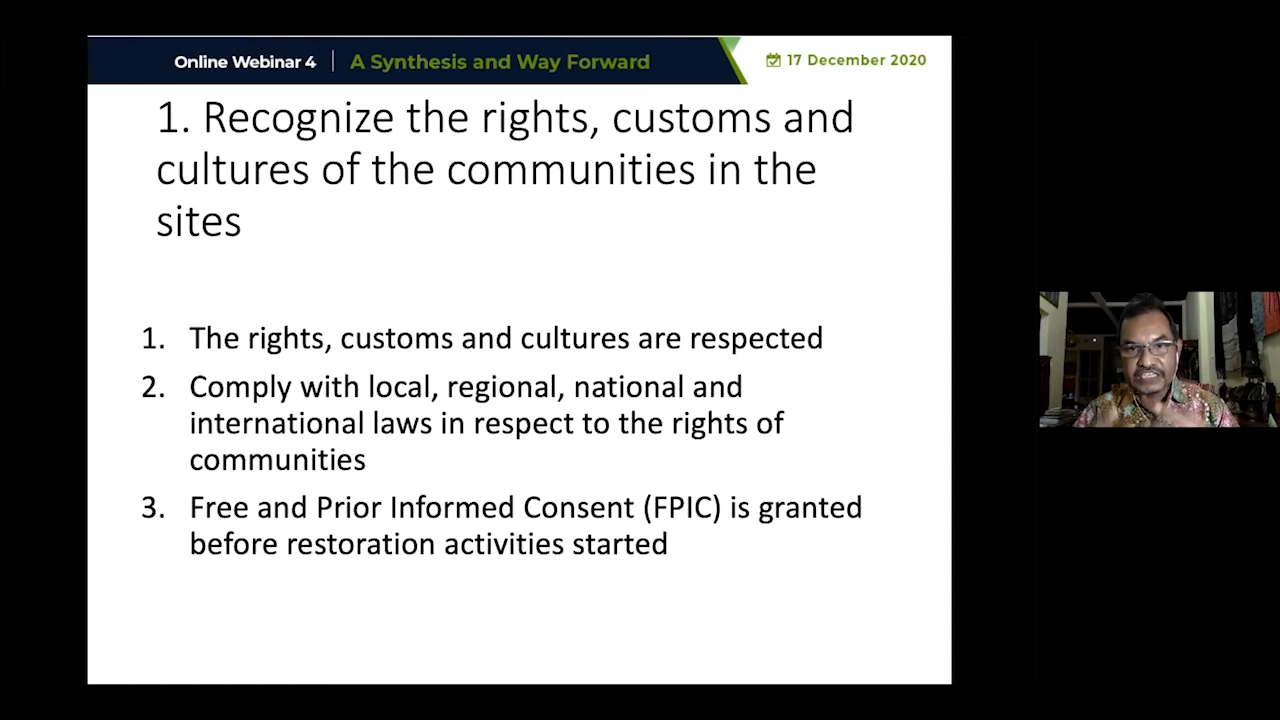 Online Webinar 4 | A Synthesis and Way Forward
17 December 2020
1. Recognize the rights, customs and
cultures of the communities in the
sites
1. The rights, customs and cultures are respected
2. Comply with local, regional, national and
international laws in respect to the rights of
communities
3. Free and Prior Informed Consent (FPIC) is granted
before restoration activities started